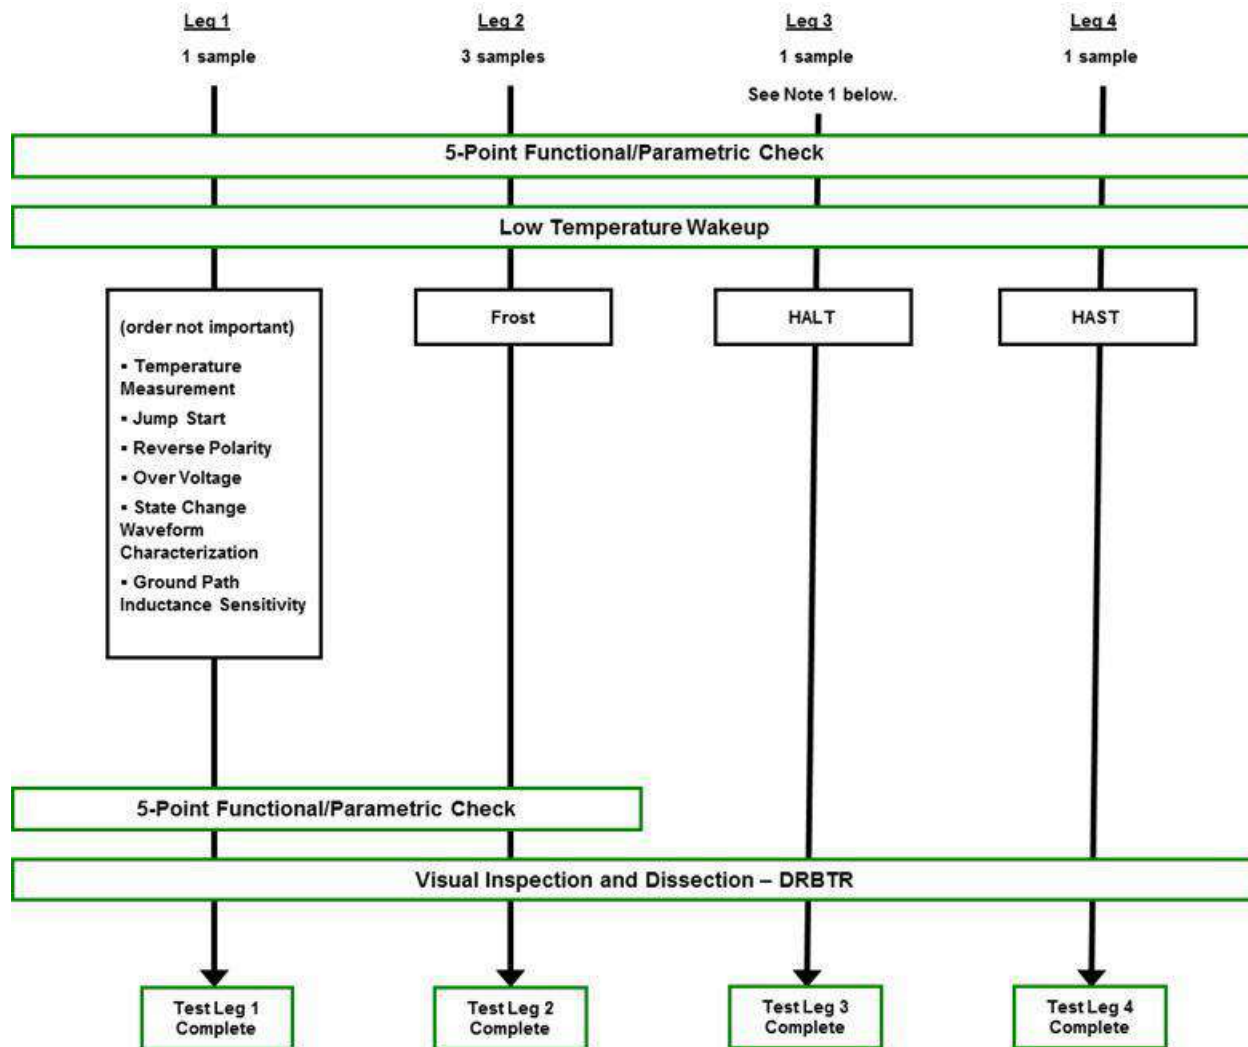 Leg 1
Leg 2
Leg 3
Leg 4
1 sample
3 samples
1 sample
1 sample
See Note 1 below.
5-Point Functional/Parametric Check
Low Temperature Wakeup
(order not important)
▪ Temperature
Measurement
▪ Jump Start
▪ Reverse Polarity
▪ Over Voltage
▪ State Change
Waveform
Characterization
▪ Ground Path
Inductance Sensitivity
Frost
HALT
HAST
5-Point Functional/Parametric Check
Visual Inspection and Dissection – DRBTR
Test Leg 1
Complete
Test Leg 2
Complete
Test Leg 3
Complete
Test Leg 4
Complete